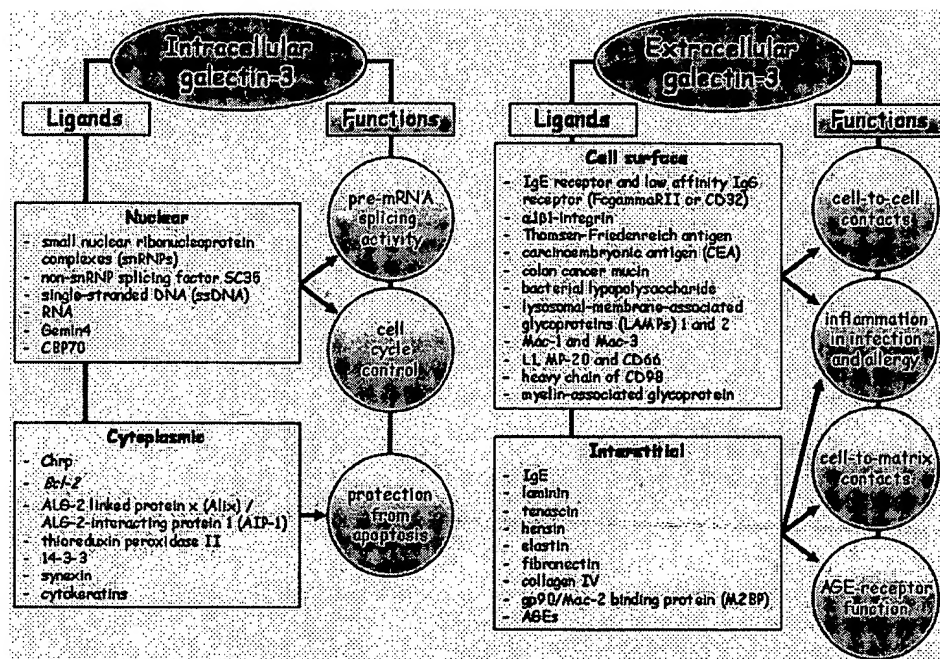 Intracellular
galectin-3
Ligands
Functions
Nuclear
- small nuclear ribonucleoprotein
complexes (snRNPs)
- non-snRNP splicing factor SC35
- single-stranded DNA (ssDNA)
- RNA
- Gemin4
- CBP70
Cytoplasmic
- Chrp
- Bcl-2
- ALG-2 linked protein x (Alix) /
ALG-2-interacting protein 1 (AIP-1)
- thioreduxin peroxidase II
- 14-3-3
- synexin
- cytokeratins
pre-mRNA
splicing
activity
cell
cycle
control
protection
from
apoptosis
Extracellular
galectin-3
Ligands
Functions
Cell surface
- IgE receptor and low affinity IgG
receptor (FcgammaRII or CD32)
- α1β1-integrin
- Thomsen-Friedenreich antigen
- carcinoembryonic antigen (CEA)
- colon cancer mucin
- bacterial lypopolysaccharide
- lysosomal-membrane-associated
glycoproteins (LAMPs) 1 and 2
- Mac-1 and Mac-3
- L1, MP-20 and CD66
- heavy chain of CD98
- myelin-associated glycoprotein
Interstitial
- IgE
- laminin
- tenascin
- hensin
- elastin
- fibronectin
- collagen IV
- gp90/Mac-2 binding protein (M2BP)
- AGEs
cell-to-cell
contacts
inflammation
in infection
and allergy
cell-to-matrix
contacts
AGE-receptor
function